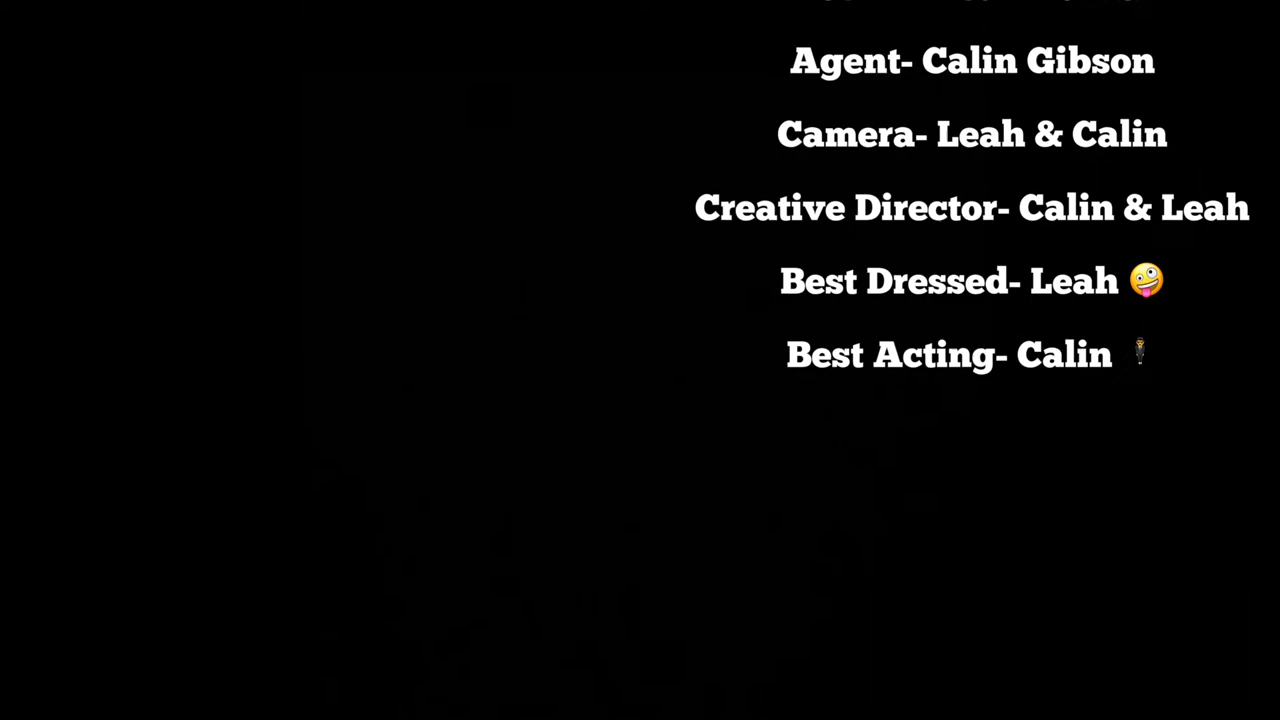 Agent- Calin Gibson
Camera- Leah & Calin
Creative Director- Calin & Leah
Best Dressed- Leah 🤪
Best Acting- Calin 🕴🏾